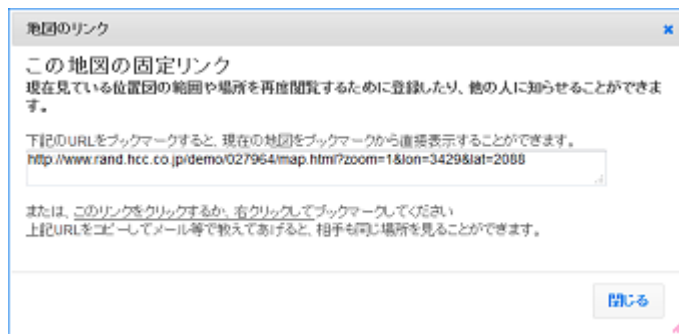 地図のリンク
この地図の固定リンク
現在見ている位置図の範囲や場所を再度閲覧するために登録したり、他の人に知らせることができま
す。
下記のURLをブックマークすると、現在の地図をブックマークから直接表示することができます。
http://www.rand.hcc.co.jp/demo/027964/map.html?zoom=1&lon=3429&lat=2088
または、このリンクをクリックするか、右クリックしてブックマークしてください
上記URLをコピーしてメール等で教えてあげると、相手も同じ場所を見ることができます。
閉じる